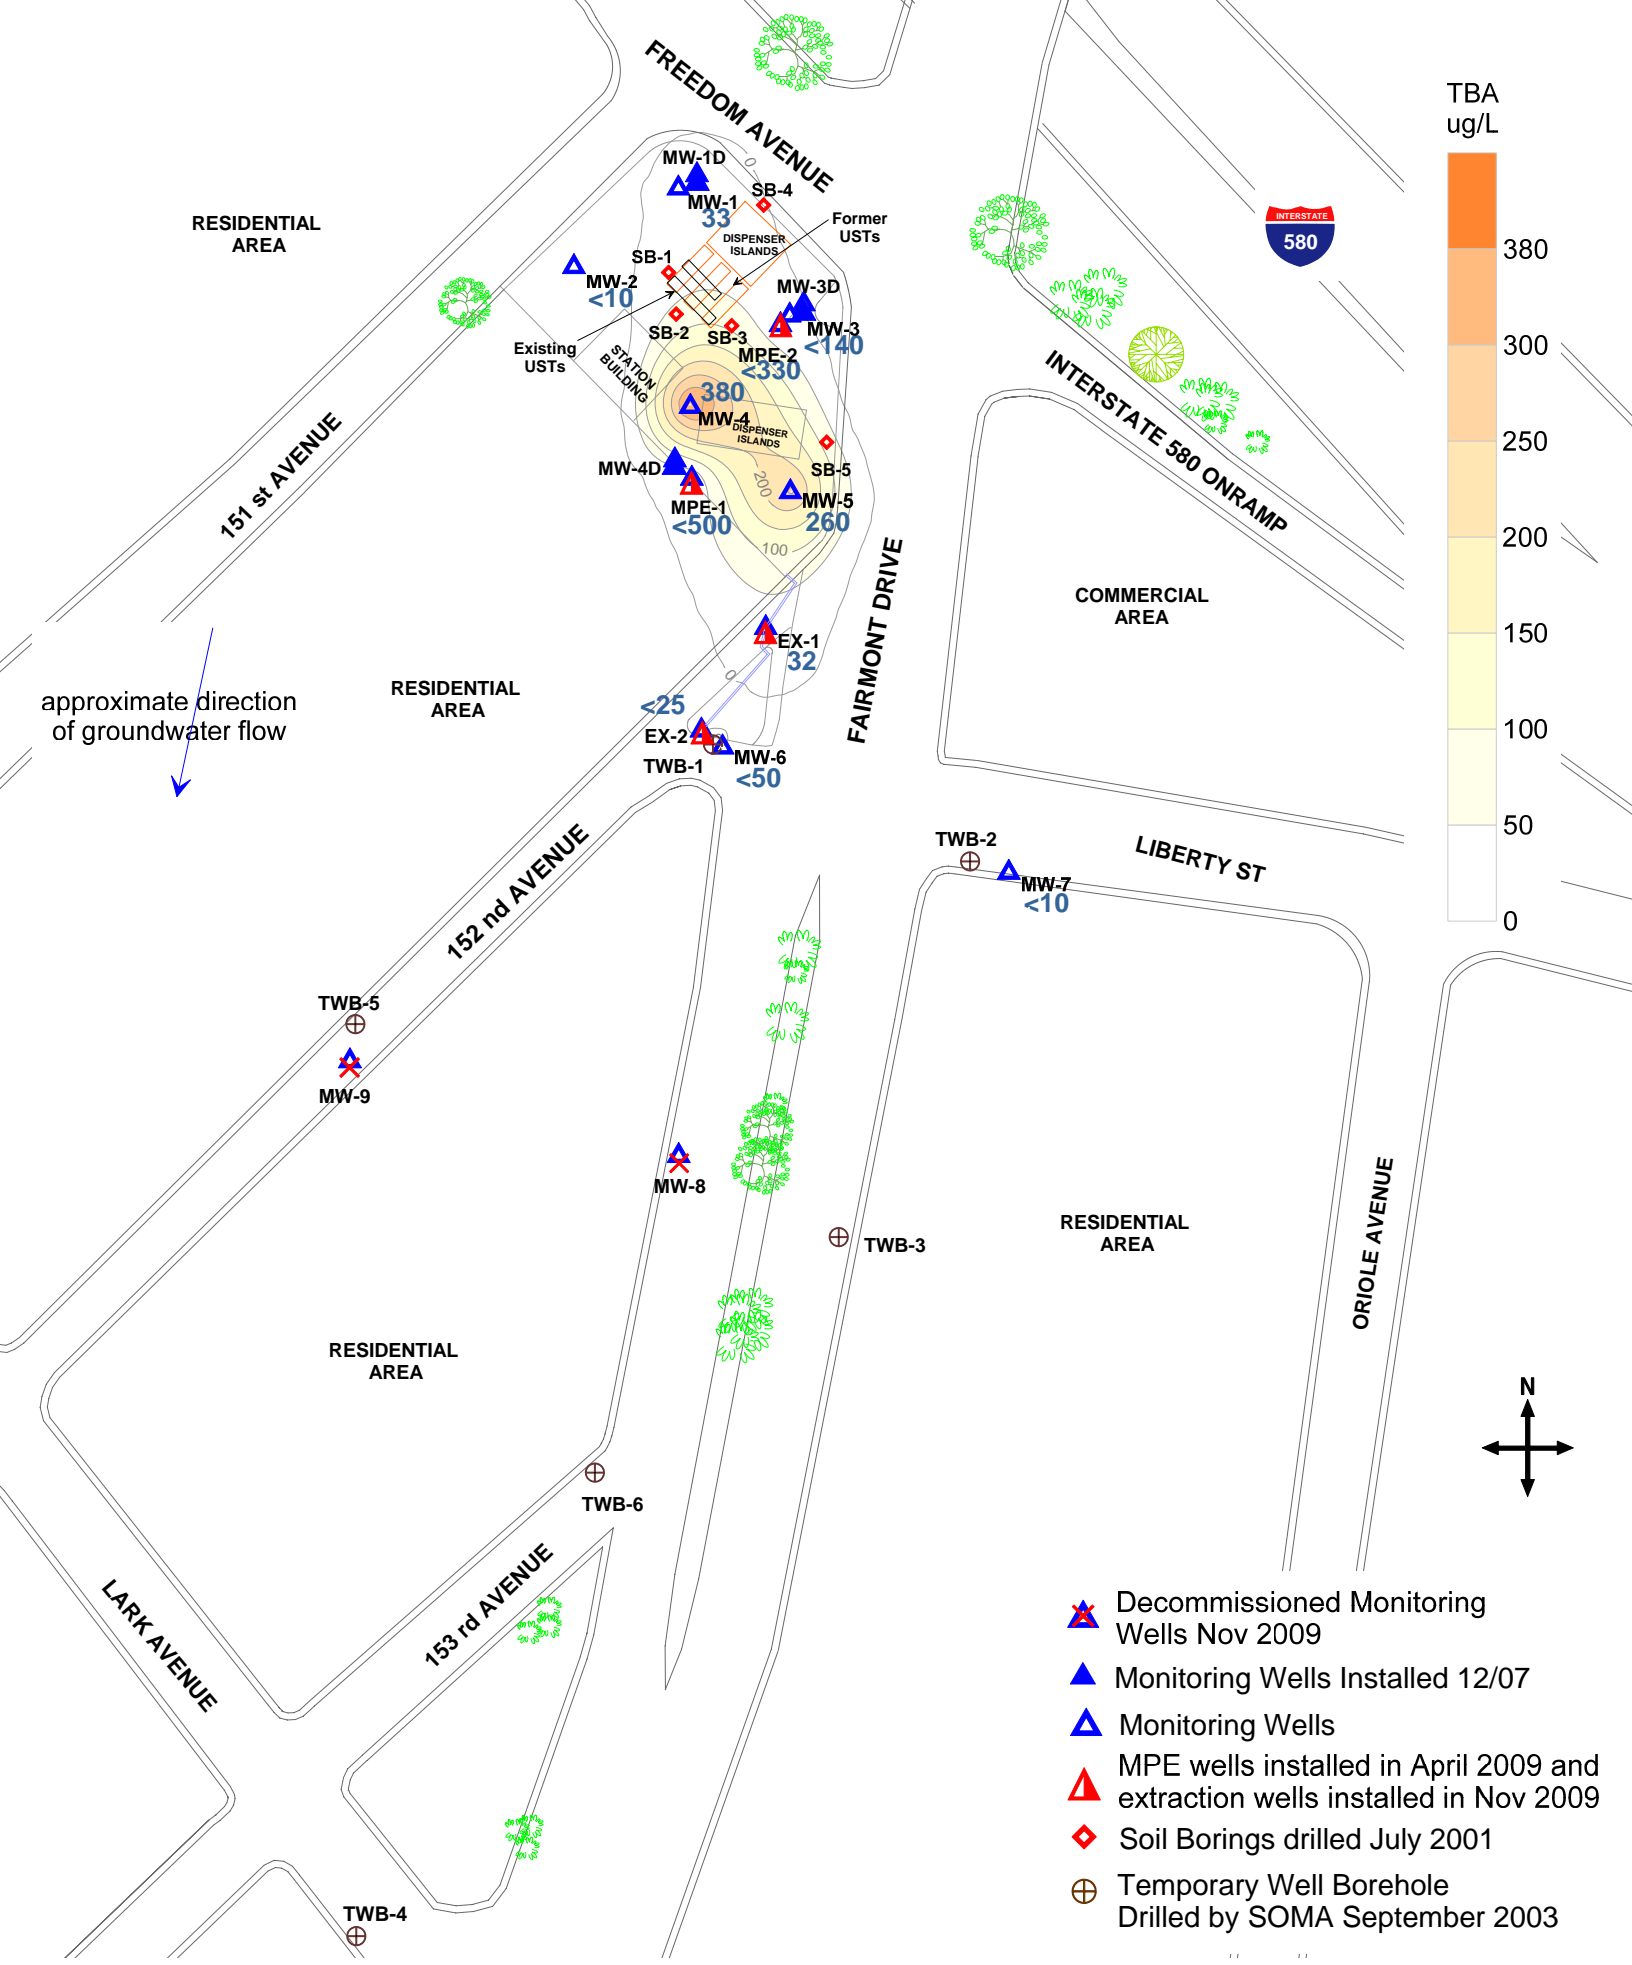 FREEDOM AVENUE
TBA
ug/L
380
300
250
200
150
100
50
0
INTERSTATE
580
RESIDENTIAL
AREA
0
MW-1D
MW-1
33
SB-4
Former
USTs
DISPENSER
ISLANDS
SB-1
MW-2
<10
MW-3D
MW-3
<140
SB-2
SB-3
MPE-2
<330
Existing
USTs
STATION
BUILDING
380
MW-4
DISPENSER
ISLANDS
MW-4D
SB-5
200
MW-5
260
MPE-1
<500
100
151 st AVENUE
INTERSTATE 580 ONRAMP
FAIRMONT DRIVE
COMMERCIAL
AREA
EX-1
32
0
RESIDENTIAL
AREA
approximate direction
of groundwater flow
<25
EX-2
TWB-1
MW-6
<50
152 nd AVENUE
TWB-2
MW-7
<10
LIBERTY ST
TWB-5
MW-9
MW-8
TWB-3
RESIDENTIAL
AREA
ORIOLE AVENUE
RESIDENTIAL
AREA
N
TWB-6
153 rd AVENUE
LARK AVENUE
TWB-4
Decommissioned Monitoring
Wells Nov 2009
Monitoring Wells Installed 12/07
Monitoring Wells
MPE wells installed in April 2009 and
extraction wells installed in Nov 2009
Soil Borings drilled July 2001
Temporary Well Borehole
Drilled by SOMA September 2003